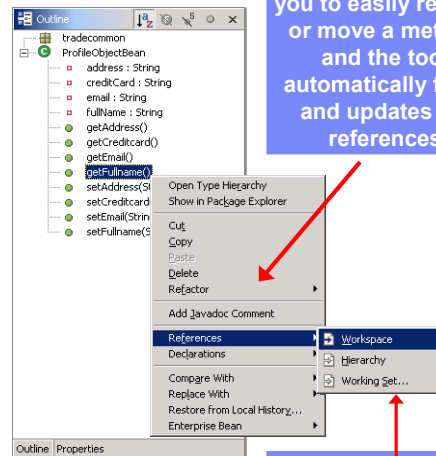 Outline
tradecommon
ProfileObjectBean
address : String
creditCard : String
email : String
fullName : String
getAddress()
getCreditcard()
getEmail()
getFullname()
setAddress(St
setCreditcard
setEmail(Strin
setFullname(S
Open Type Hierarchy
Show in Package Explorer
Cut
Copy
Paste
Delete
Refactor
Add Javadoc Comment
References
Declarations
Compare With
Replace With
Restore from Local History...
Enterprise Bean
Workspace
Hierarchy
Working Set...
Outline Properties
you to easily re
or move a met
and the too
automatically f
and updates
references